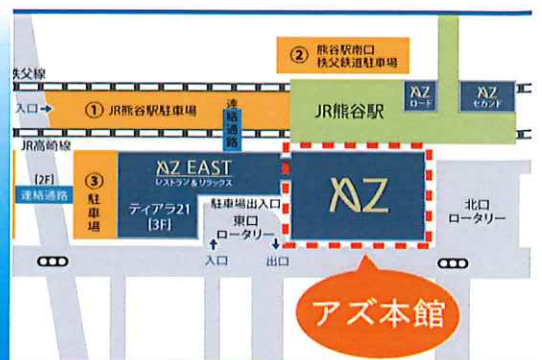 ② 熊谷駅南口
秩父鉄道駐車場
秩父線
入口→
① JR熊谷駅駐車場
連絡通路
JR熊谷駅
AZ
ロード
AZ
セカンド
JR高崎線
[2F]
連絡通路
③
駐車場
AZ EAST
レストラン＆リラックス
ティアラ21
[3F]
駐車場出入口
東口
ロータリー
↑
入口
↓
出口
AZ
北口
ロータリー
アズ本館